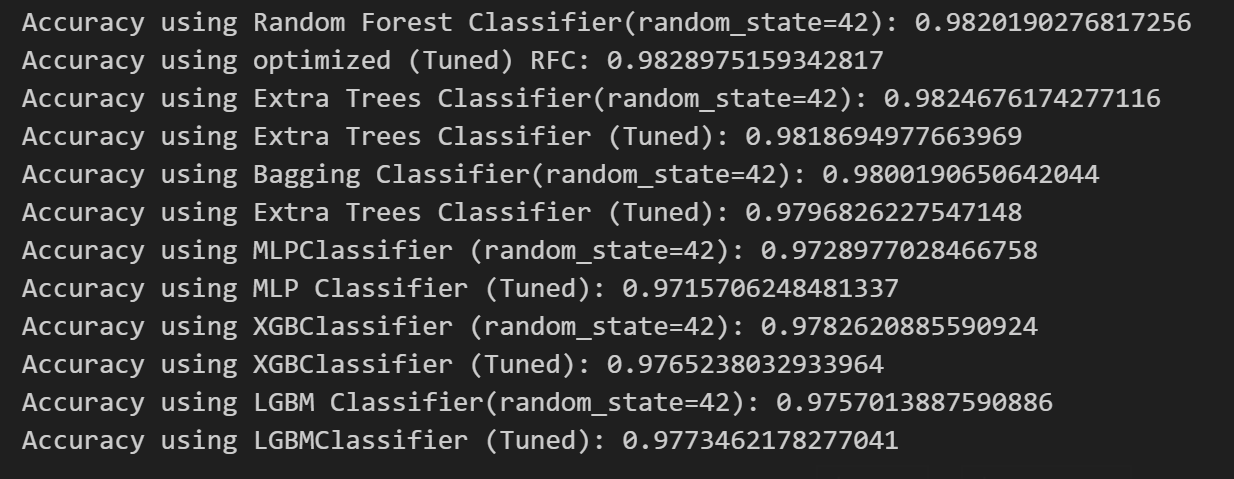 Accuracy using Random Forest Classifier(random_state=42): 0.9820190276817256
Accuracy using optimized (Tuned) RFC: 0.9828975159342817
Accuracy using Extra Trees Classifier(random_state=42): 0.9824676174277116
Accuracy using Extra Trees Classifier (Tuned): 0.9818694977663969
Accuracy using Bagging Classifier(random_state=42): 0.9800190650642044
Accuracy using Extra Trees Classifier (Tuned): 0.9796826227547148
Accuracy using MLPClassifier (random_state=42): 0.9728977028466758
Accuracy using MLP Classifier (Tuned): 0.9715706248481337
Accuracy using XGBClassifier (random_state=42): 0.9782620885590924
Accuracy using XGBClassifier (Tuned): 0.9765238032933964
Accuracy using LGBM Classifier(random_state=42): 0.9757013887590886
Accuracy using LGBMClassifier (Tuned): 0.9773462178277041